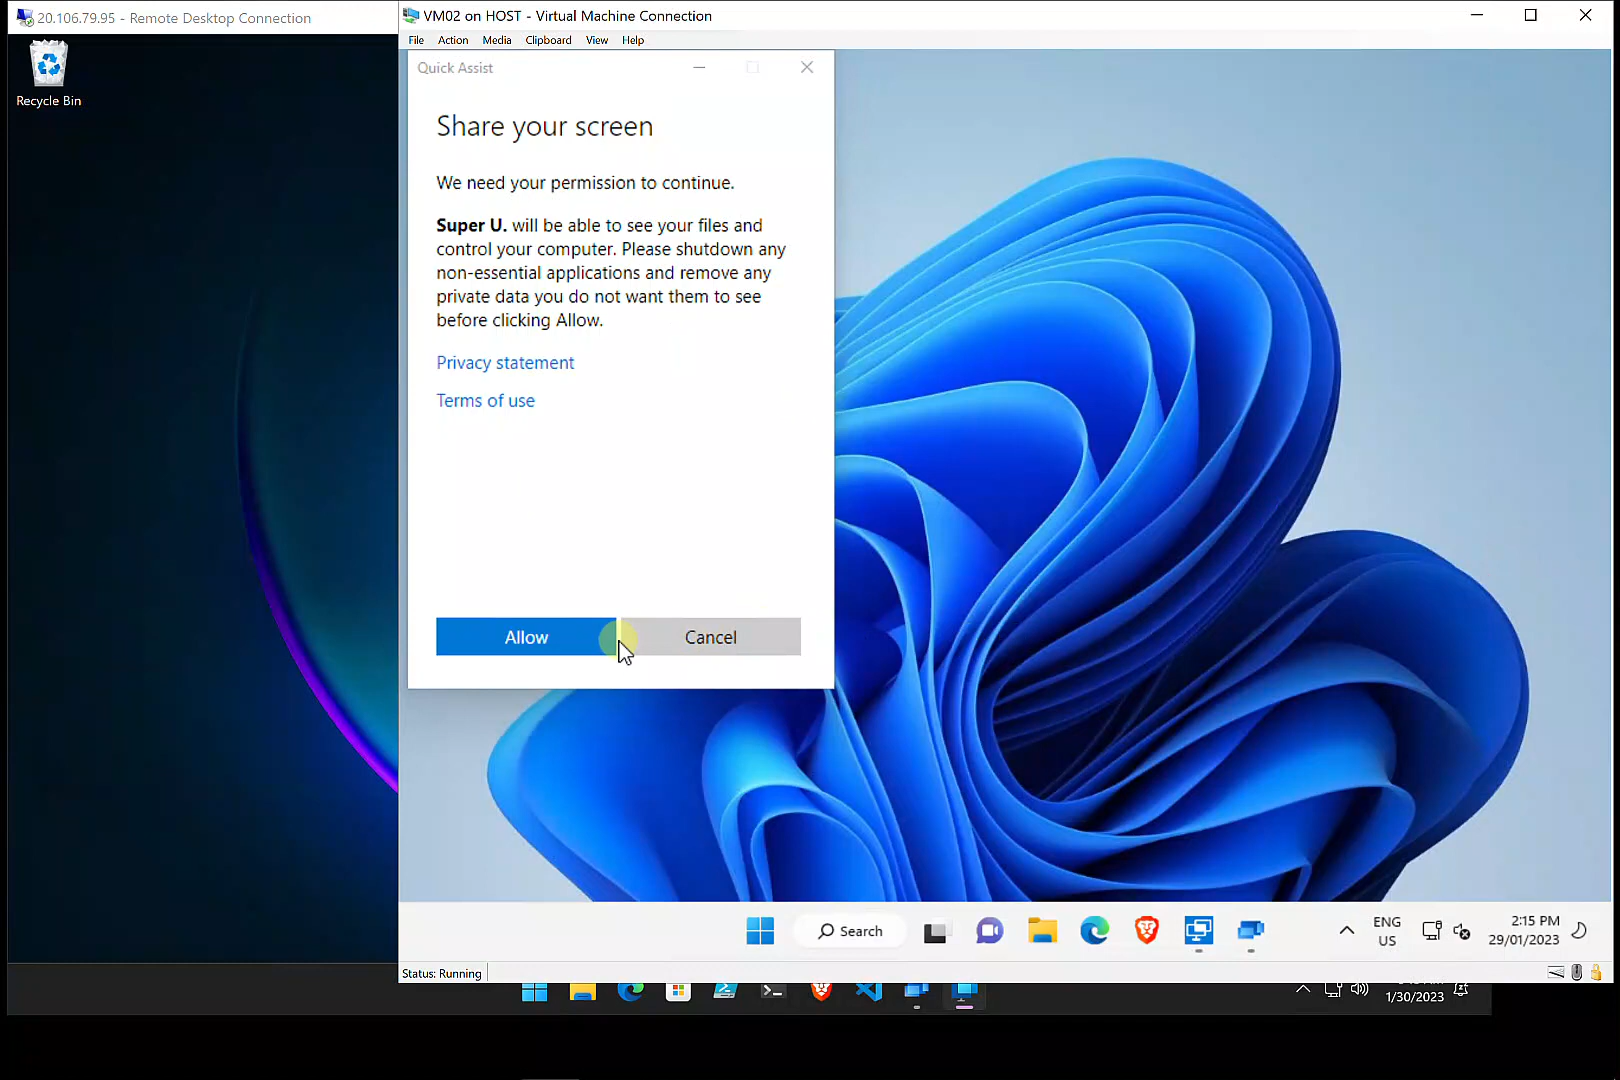 20.106.79.95 - Remote Desktop Connection
VM02 on HOST - Virtual Machine Connection
File Action Media Clipboard View Help
Recycle Bin
Quick Assist
Share your screen
We need your permission to continue.
Super U. will be able to see your files and
control your computer. Please shutdown any
non-essential applications and remove any
private data you do not want them to see
before clicking Allow.
Privacy statement
Terms of use
Allow
Cancel
Search
ENG
US
2:15 PM
29/01/2023
Status: Running
1/30/2023